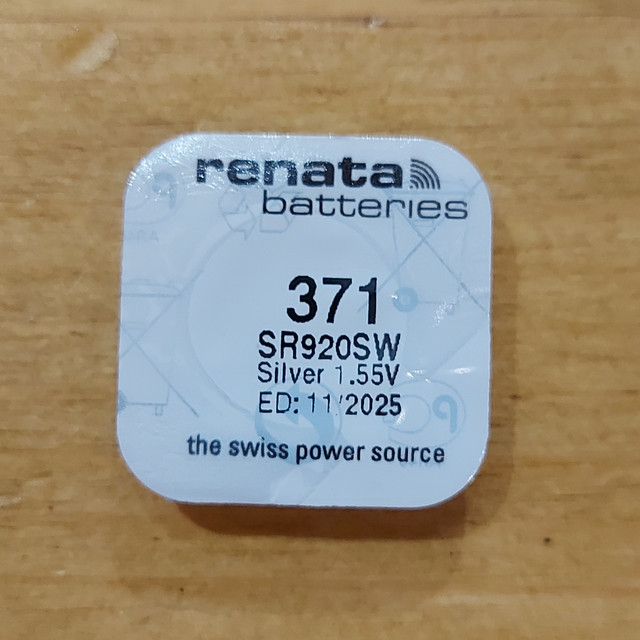 renata
batteries
371
SR920SW
Silver 1.55V
ED: 11/2025
the swiss power source